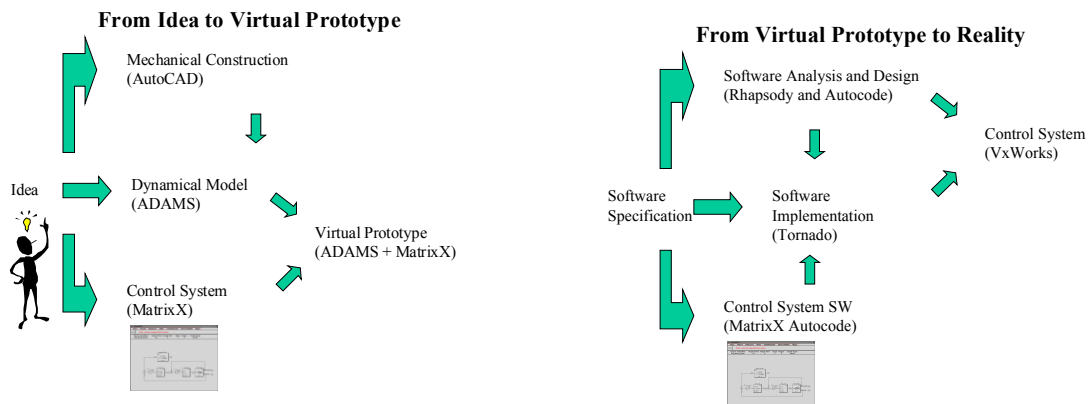 From Idea to Virtual Prototype
Mechanical Construction
(AutoCAD)
Idea
Dynamical Model
(ADAMS)
Virtual Prototype
(ADAMS + MatrixX)
Control System
(MatrixX)
From Virtual Prototype to Reality
Software Analysis and Design
(Rhapsody and Autocode)
Control System
(VxWorks)
Software
Specification
Software
Implementation
(Tornado)
Control System SW
(MatrixX Autocode)